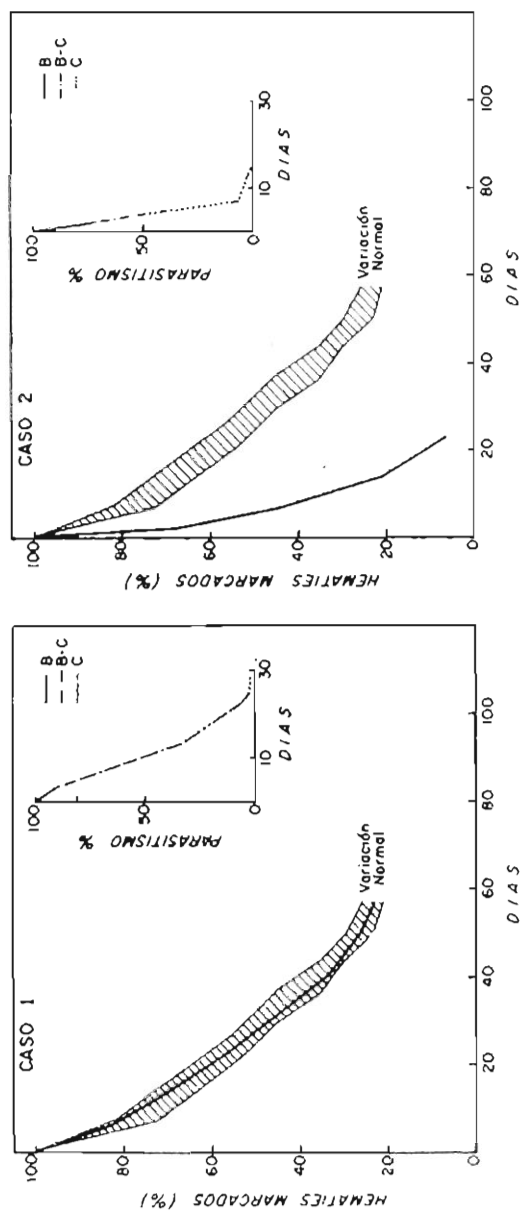 CASO 1
HEMATIES MARCADOS (%)
100
80
60
40
20
20
40
60
80
100
DIAS
Variación
Normal
PARASITISMO %
100
50
0
10
30
DIAS
B
B-C
C
CASO 2
HEMATIES MARCADOS (%)
100
80
60
40
20
0
20
40
60
80
100
DIAS
Variación
Normal
PARASITISMO %
100
50
0
10
30
DIAS
B
B-C
C